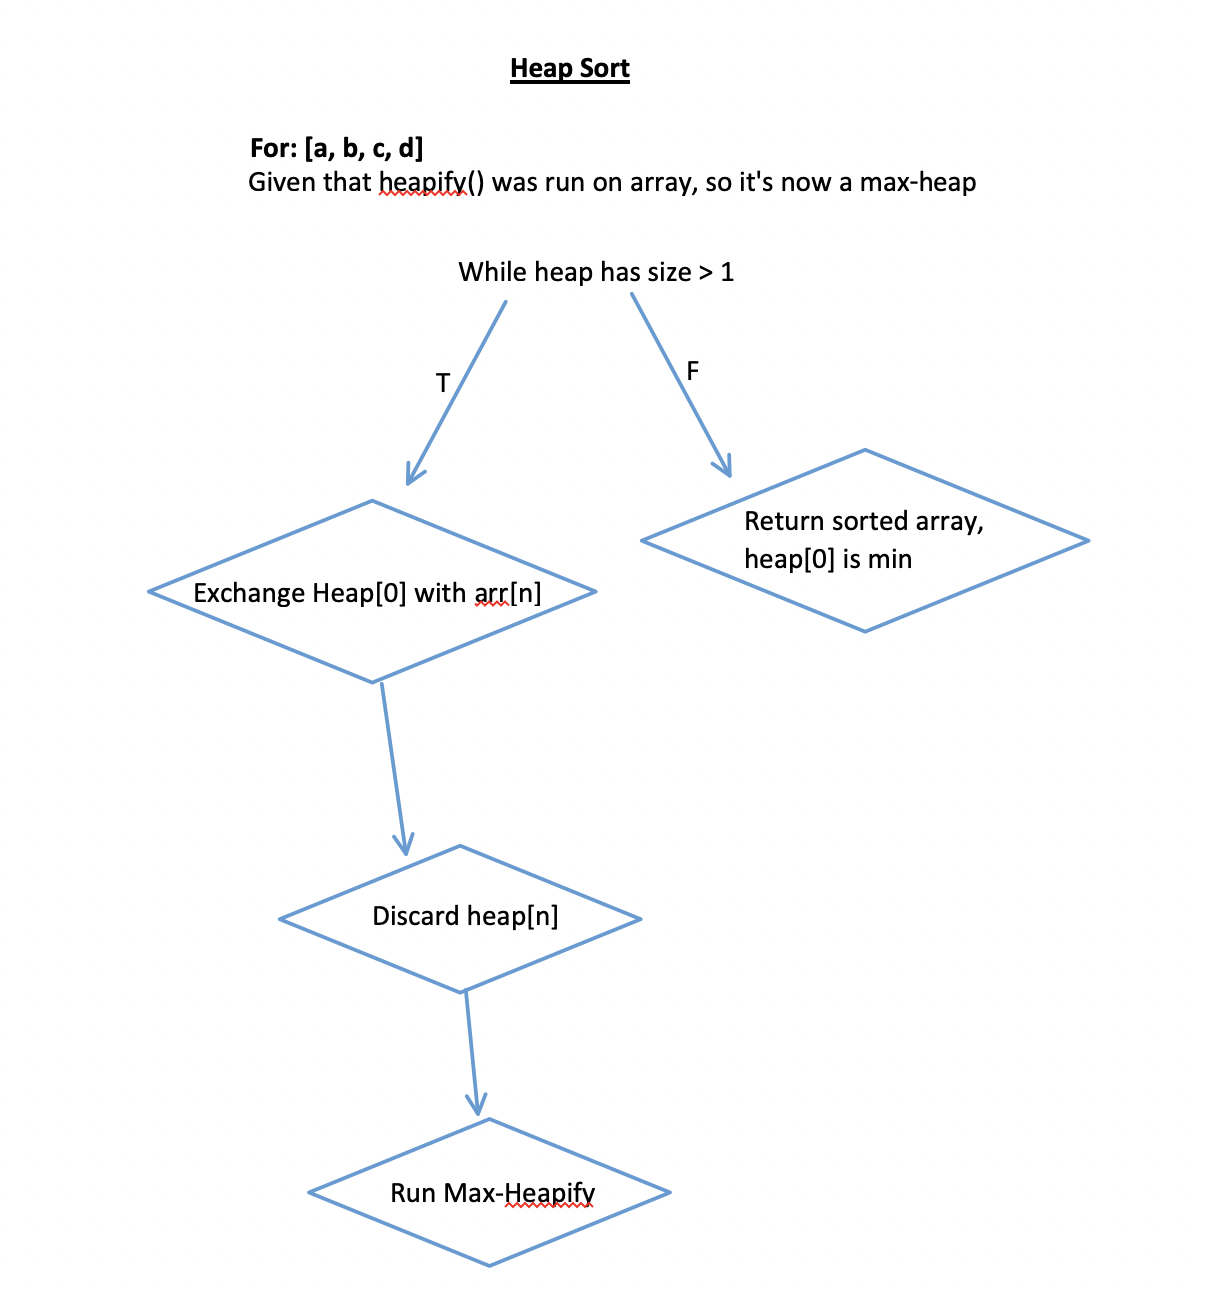 Heap Sort
For: [a, b, c, d]
Given that heapify() was run on array, so it's now a max-heap
While heap has size > 1
T
F
Return sorted array,
heap[0] is min
Exchange Heap[0] with arr[n]
Discard heap[n]
Run Max-Heapify